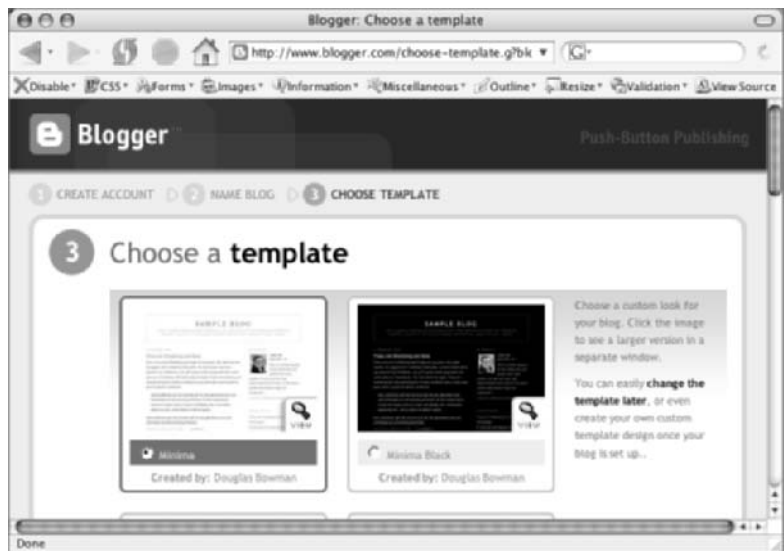 Blogger: Choose a template
http://www.blogger.com/choose-template.g?bk
G
Disable CSS Forms Images Information Miscellaneous Outline Resize Validation View Source
Blogger
Push-Button Publishing
1 CREATE ACCOUNT 2 NAME BLOG 3 CHOOSE TEMPLATE
3 Choose a template
SAMPLE BLOG
VIEW
Minima
Created by: Douglas Bowman
SAMPLE BLOG
VIEW
Minima Black
Created by: Douglas Bowman
Choose a custom look for
your blog. Click the image
to see a larger version in a
separate window.
You can easily change the
template later, or even
create your own custom
template design once your
blog is set up..
Done